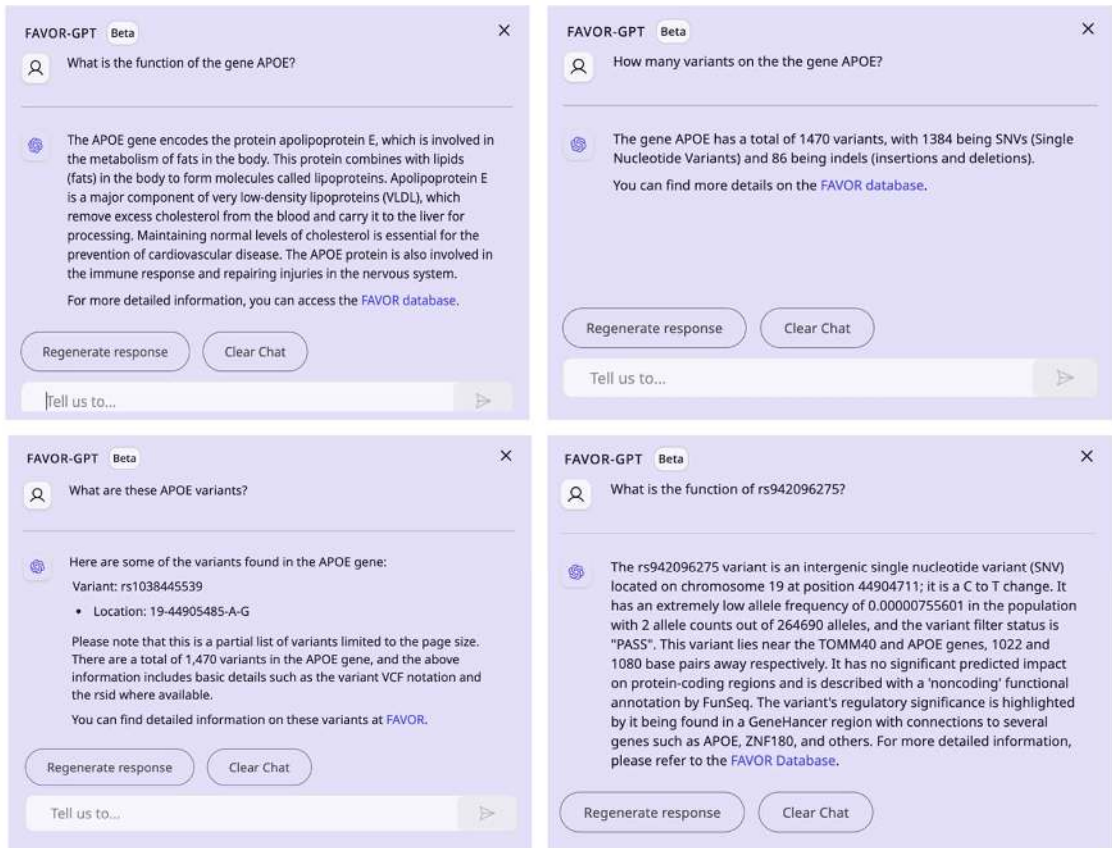 FAVOR-GPT Beta
What is the function of the gene APOE?
The APOE gene encodes the protein apolipoprotein E, which is involved in
the metabolism of fats in the body. This protein combines with lipids
(fats) in the body to form molecules called lipoproteins. Apolipoprotein E
is a major component of very low-density lipoproteins (VLDL), which
remove excess cholesterol from the blood and carry it to the liver for
processing. Maintaining normal levels of cholesterol is essential for the
prevention of cardiovascular disease. The APOE protein is also involved in
the immune response and repairing injuries in the nervous system.
For more detailed information, you can access the FAVOR database.
Regenerate response Clear Chat
Tell us to...
FAVOR-GPT Beta
How many variants on the the gene APOE?
The gene APOE has a total of 1470 variants, with 1384 being SNVs (Single
Nucleotide Variants) and 86 being indels (insertions and deletions).
You can find more details on the FAVOR database.
Regenerate response Clear Chat
Tell us to...
FAVOR-GPT Beta
What are these APOE variants?
Here are some of the variants found in the APOE gene:
Variant: rs1038445539
• Location: 19-44905485-A-G
Please note that this is a partial list of variants limited to the page size.
There are a total of 1,470 variants in the APOE gene, and the above
information includes basic details such as the variant VCF notation and
the rsid where available.
You can find detailed information on these variants at FAVOR.
Regenerate response Clear Chat
Tell us to...
FAVOR-GPT Beta
What is the function of rs942096275?
The rs942096275 variant is an intergenic single nucleotide variant (SNV)
located on chromosome 19 at position 44904711; it is a C to T change. It
has an extremely low allele frequency of 0.00000755601 in the population
with 2 allele counts out of 264690 alleles, and the variant filter status is
"PASS". This variant lies near the TOMM40 and APOE genes, 1022 and
1080 base pairs away respectively. It has no significant predicted impact
on protein-coding regions and is described with a 'noncoding' functional
annotation by FunSeq. The variant's regulatory significance is highlighted
by it being found in a GeneHancer region with connections to several
genes such as APOE, ZNF180, and others. For more detailed information,
please refer to the FAVOR Database.
Regenerate response Clear Chat